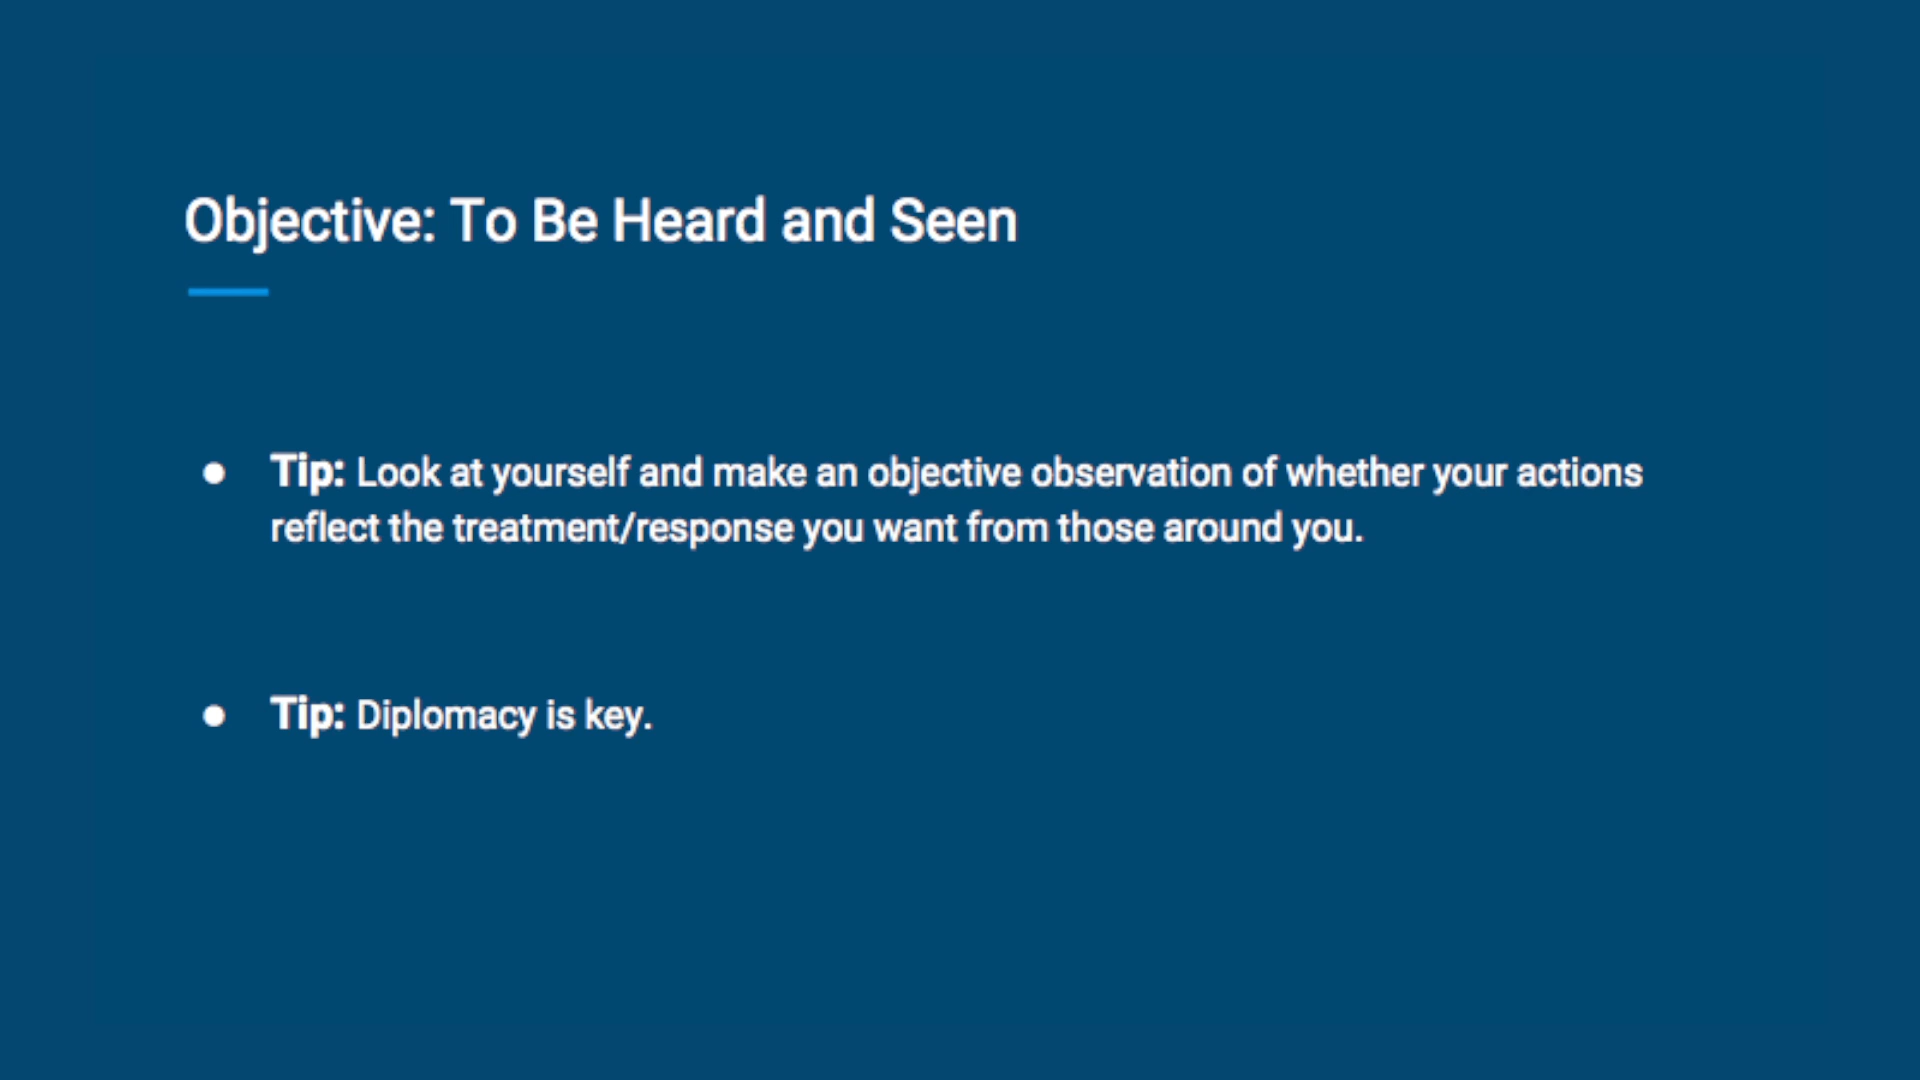 Objective: To Be Heard and Seen
● Tip: Look at yourself and make an objective observation of whether your actions
reflect the treatment/response you want from those around you.
● Tip: Diplomacy is key.